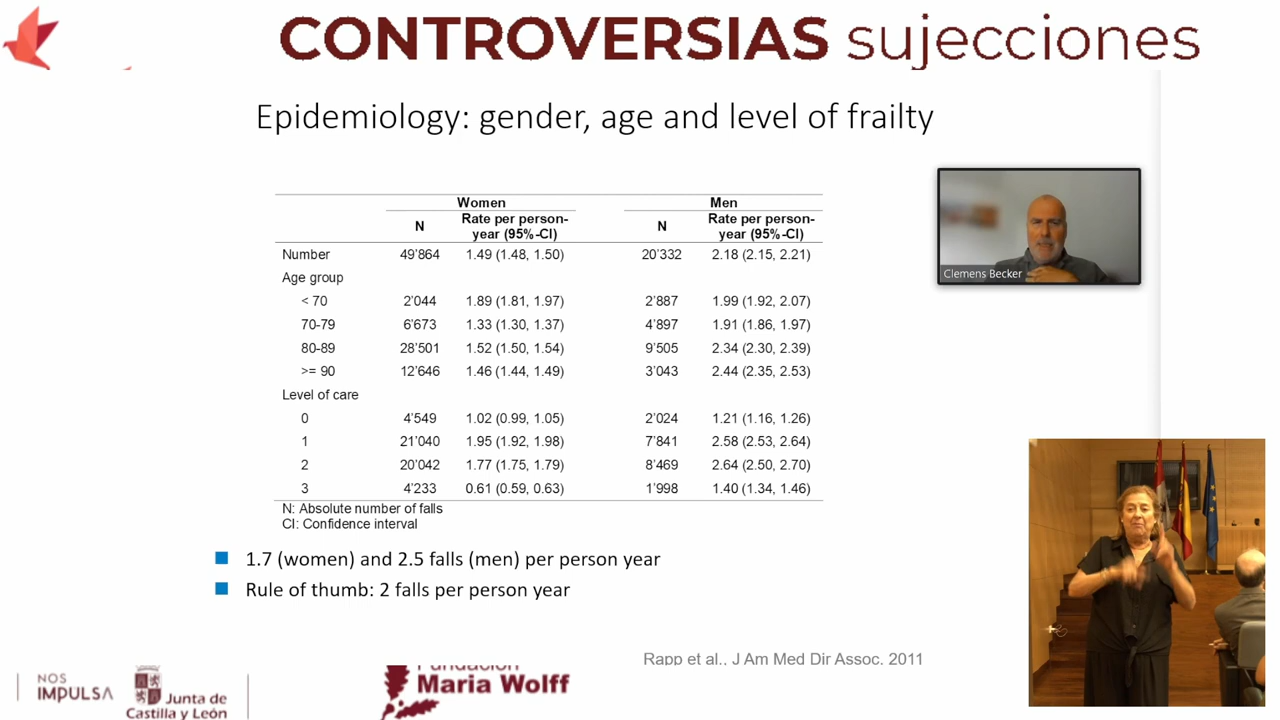 CONTROVERSIAS sujecciones
Epidemiology: gender, age and level of frailty
Women Men
N Rate per person-year (95%-CI) N Rate per person-year (95%-CI)
Number 49'864 1.49 (1.48, 1.50) 20'332 2.18 (2.15, 2.21)
Age group
< 70 2'044 1.89 (1.81, 1.97) 2'887 1.99 (1.92, 2.07)
70-79 6'673 1.33 (1.30, 1.37) 4'897 1.91 (1.86, 1.97)
80-89 28'501 1.52 (1.50, 1.54) 9'505 2.34 (2.30, 2.39)
>= 90 12'646 1.46 (1.44, 1.49) 3'043 2.44 (2.35, 2.53)
Level of care
0 4'549 1.02 (0.99, 1.05) 2'024 1.21 (1.16, 1.26)
1 21'040 1.95 (1.92, 1.98) 7'841 2.58 (2.53, 2.64)
2 20'042 1.77 (1.75, 1.79) 8'469 2.64 (2.50, 2.70)
3 4'233 0.61 (0.59, 0.63) 1'998 1.40 (1.34, 1.46)
N: Absolute number of falls
CI: Confidence interval
1.7 (women) and 2.5 falls (men) per person year
Rule of thumb: 2 falls per person year
Rapp et al., J Am Med Dir Assoc. 2011
Clemens Becker
NOS
IMPULSA
Junta de
Castilla y León
Fundación
Maria Wolff